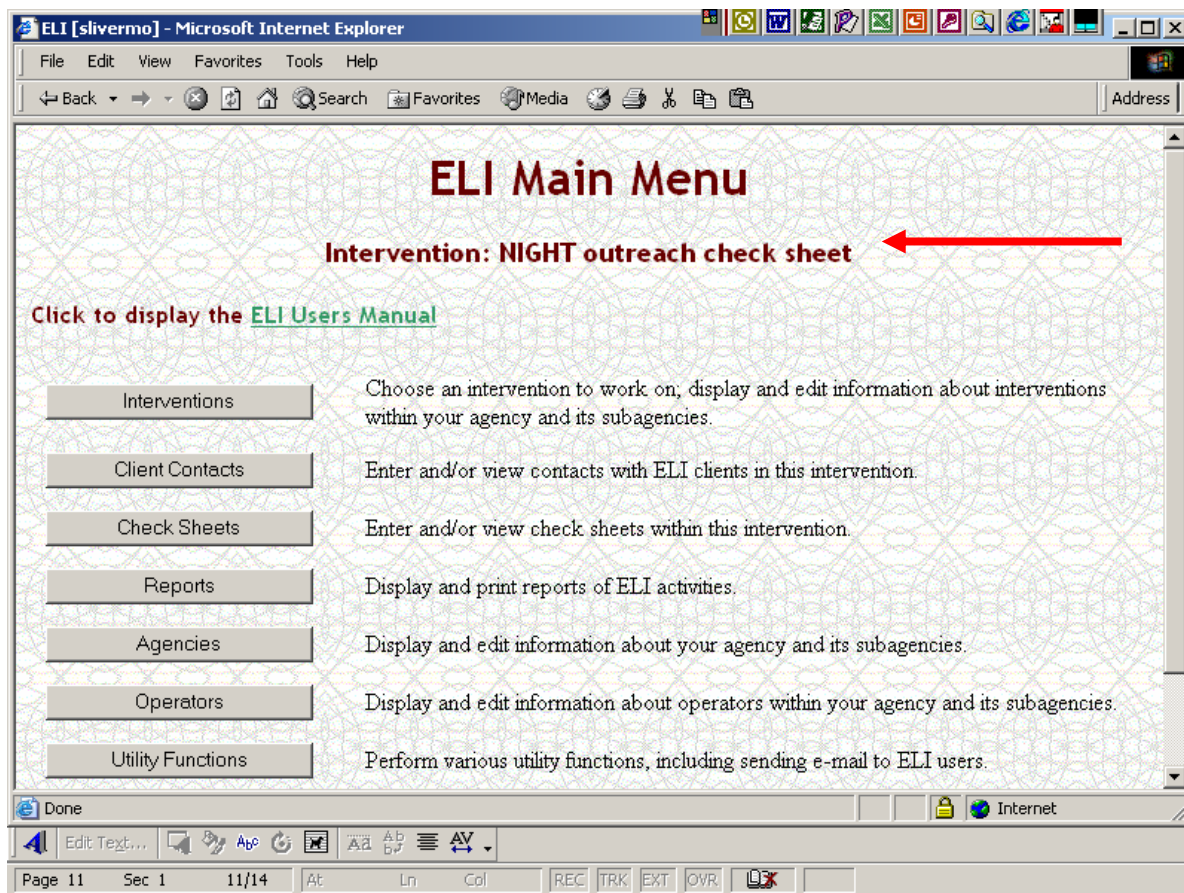 ELI [slivermo] - Microsoft Internet Explorer
File Edit View Favorites Tools Help
Back Search Favorites Media Address
ELI Main Menu
Intervention: NIGHT outreach check sheet
Click to display the ELI Users Manual
Interventions
Choose an intervention to work on; display and edit information about interventions
within your agency and its subagencies.
Client Contacts
Enter and/or view contacts with ELI clients in this intervention.
Check Sheets
Enter and/or view check sheets within this intervention.
Reports
Display and print reports of ELI activities.
Agencies
Display and edit information about your agency and its subagencies.
Operators
Display and edit information about operators within your agency and its subagencies.
Utility Functions
Perform various utility functions, including sending e-mail to ELI users.
Done Internet
Edit Text... Abc Aa Ab AV
Page 11 Sec 1 11/14 At Ln Col REC TRK EXT OVR